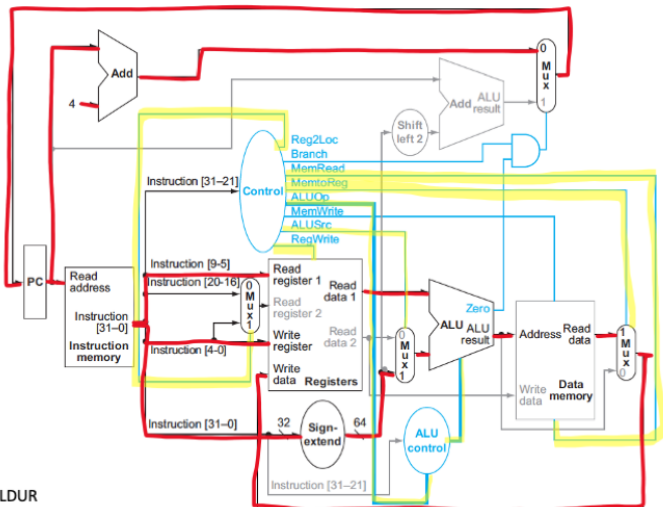 Add
4
0
M
u
x
1
Add ALU
result
Shift
left 2
Reg2Loc
Branch
MemRead
MemtoReg
ALUOp
MemWrite
ALUSrc
RegWrite
Control
Instruction [31–21]
PC
Read
address
Instruction
[31–0]
Instruction
memory
Instruction [9-5]
Instruction [20-16]
Instruction [4-0]
0
M
u
x
1
Read
register 1
Read
register 2
Write
register
Write
data
Read
data 1
Read
data 2
Registers
0
M
u
x
1
Zero
ALU ALU
result
Address
Read
data
Write
data
Data
memory
1
M
u
x
0
Instruction [31–0]
32
Sign-
extend
64
ALU
control
Instruction [31–21]
LDUR